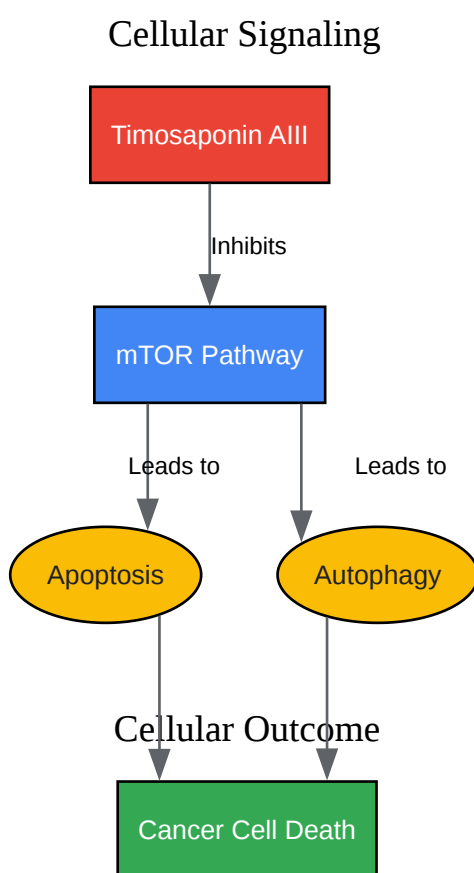 Cellular Signaling
Timosaponin AIII
Inhibits
mTOR Pathway
Leads to
Leads to
Apoptosis
Autophagy
Cellular Outcome
Cancer Cell Death